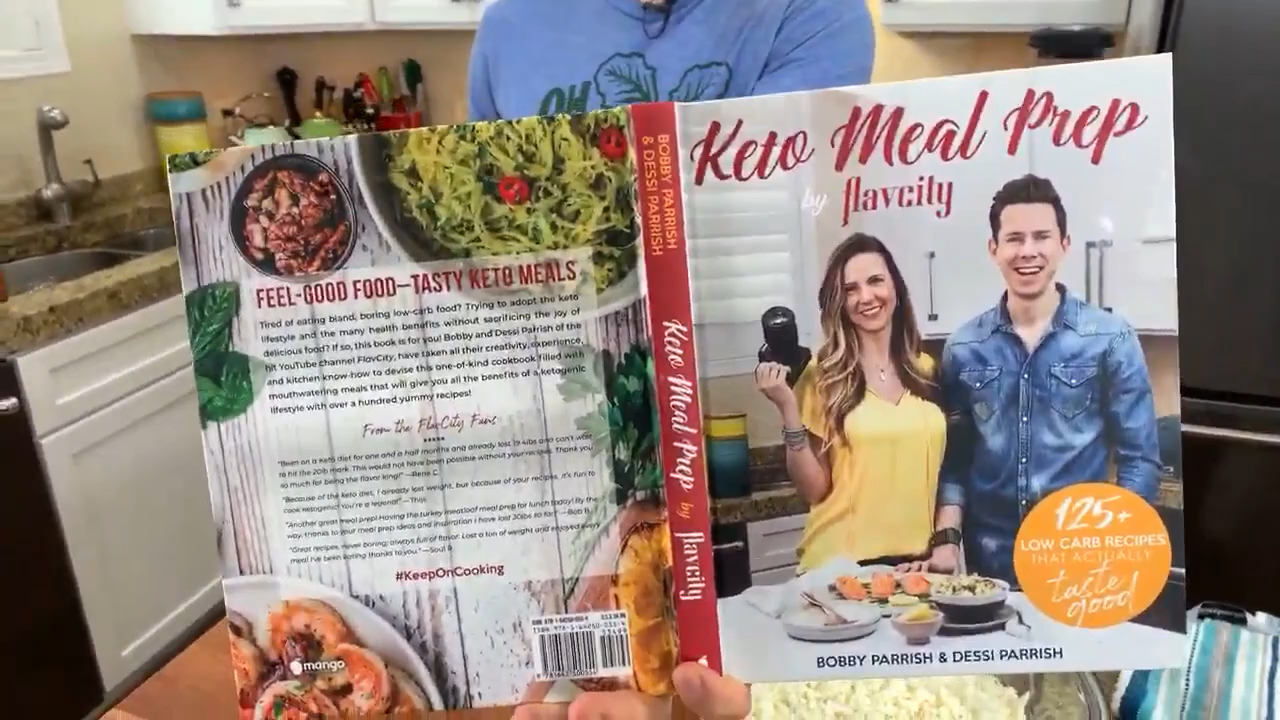 OH
BOBBY PARRISH
& DESSI PARRISH
Keto Meal Prep by flavcity
FEEL-GOOD FOOD—TASTY KETO MEALS
Tired of eating bland, boring low-carb food? Trying to adopt the keto
lifestyle and the many health benefits without sacrificing the joy of
delicious food? If so, this book is for you! Bobby and Dessi Parrish of the
hit YouTube channel FlavCity, have taken all their creativity, experience,
and kitchen know-how to devise this one-of-kind cookbook filled with
mouthwatering meals that will give you all the benefits of a ketogenic
lifestyle with over a hundred yummy recipes!
From the FlavCity Fans
"Been on a keto diet for one and a half months and already lost 19.4lbs and can't wait
to hit the 20lb mark. This would not have been possible without your recipes. Thank you
so much for being the flavor king!" —Rene C.
"Because of the keto diet, I already lost weight, but because of your recipes, it's fun to
cook ketogenic! You're a legend!" —Thijs
"Another great meal prep! Having the turkey meatloaf meal prep for lunch today! By the
way, thanks to your meal prep ideas and inspiration I have lost 30lbs so far." —Bob B.
"Great recipes, never boring; always full of flavor. Lost a ton of weight and enjoyed every
meal I've been eating thanks to you." —Soul B
#KeepOnCooking
mango
Keto Meal Prep
by flavcity
125+
LOW CARB RECIPES
THAT ACTUALLY
taste
good
BOBBY PARRISH & DESSI PARRISH